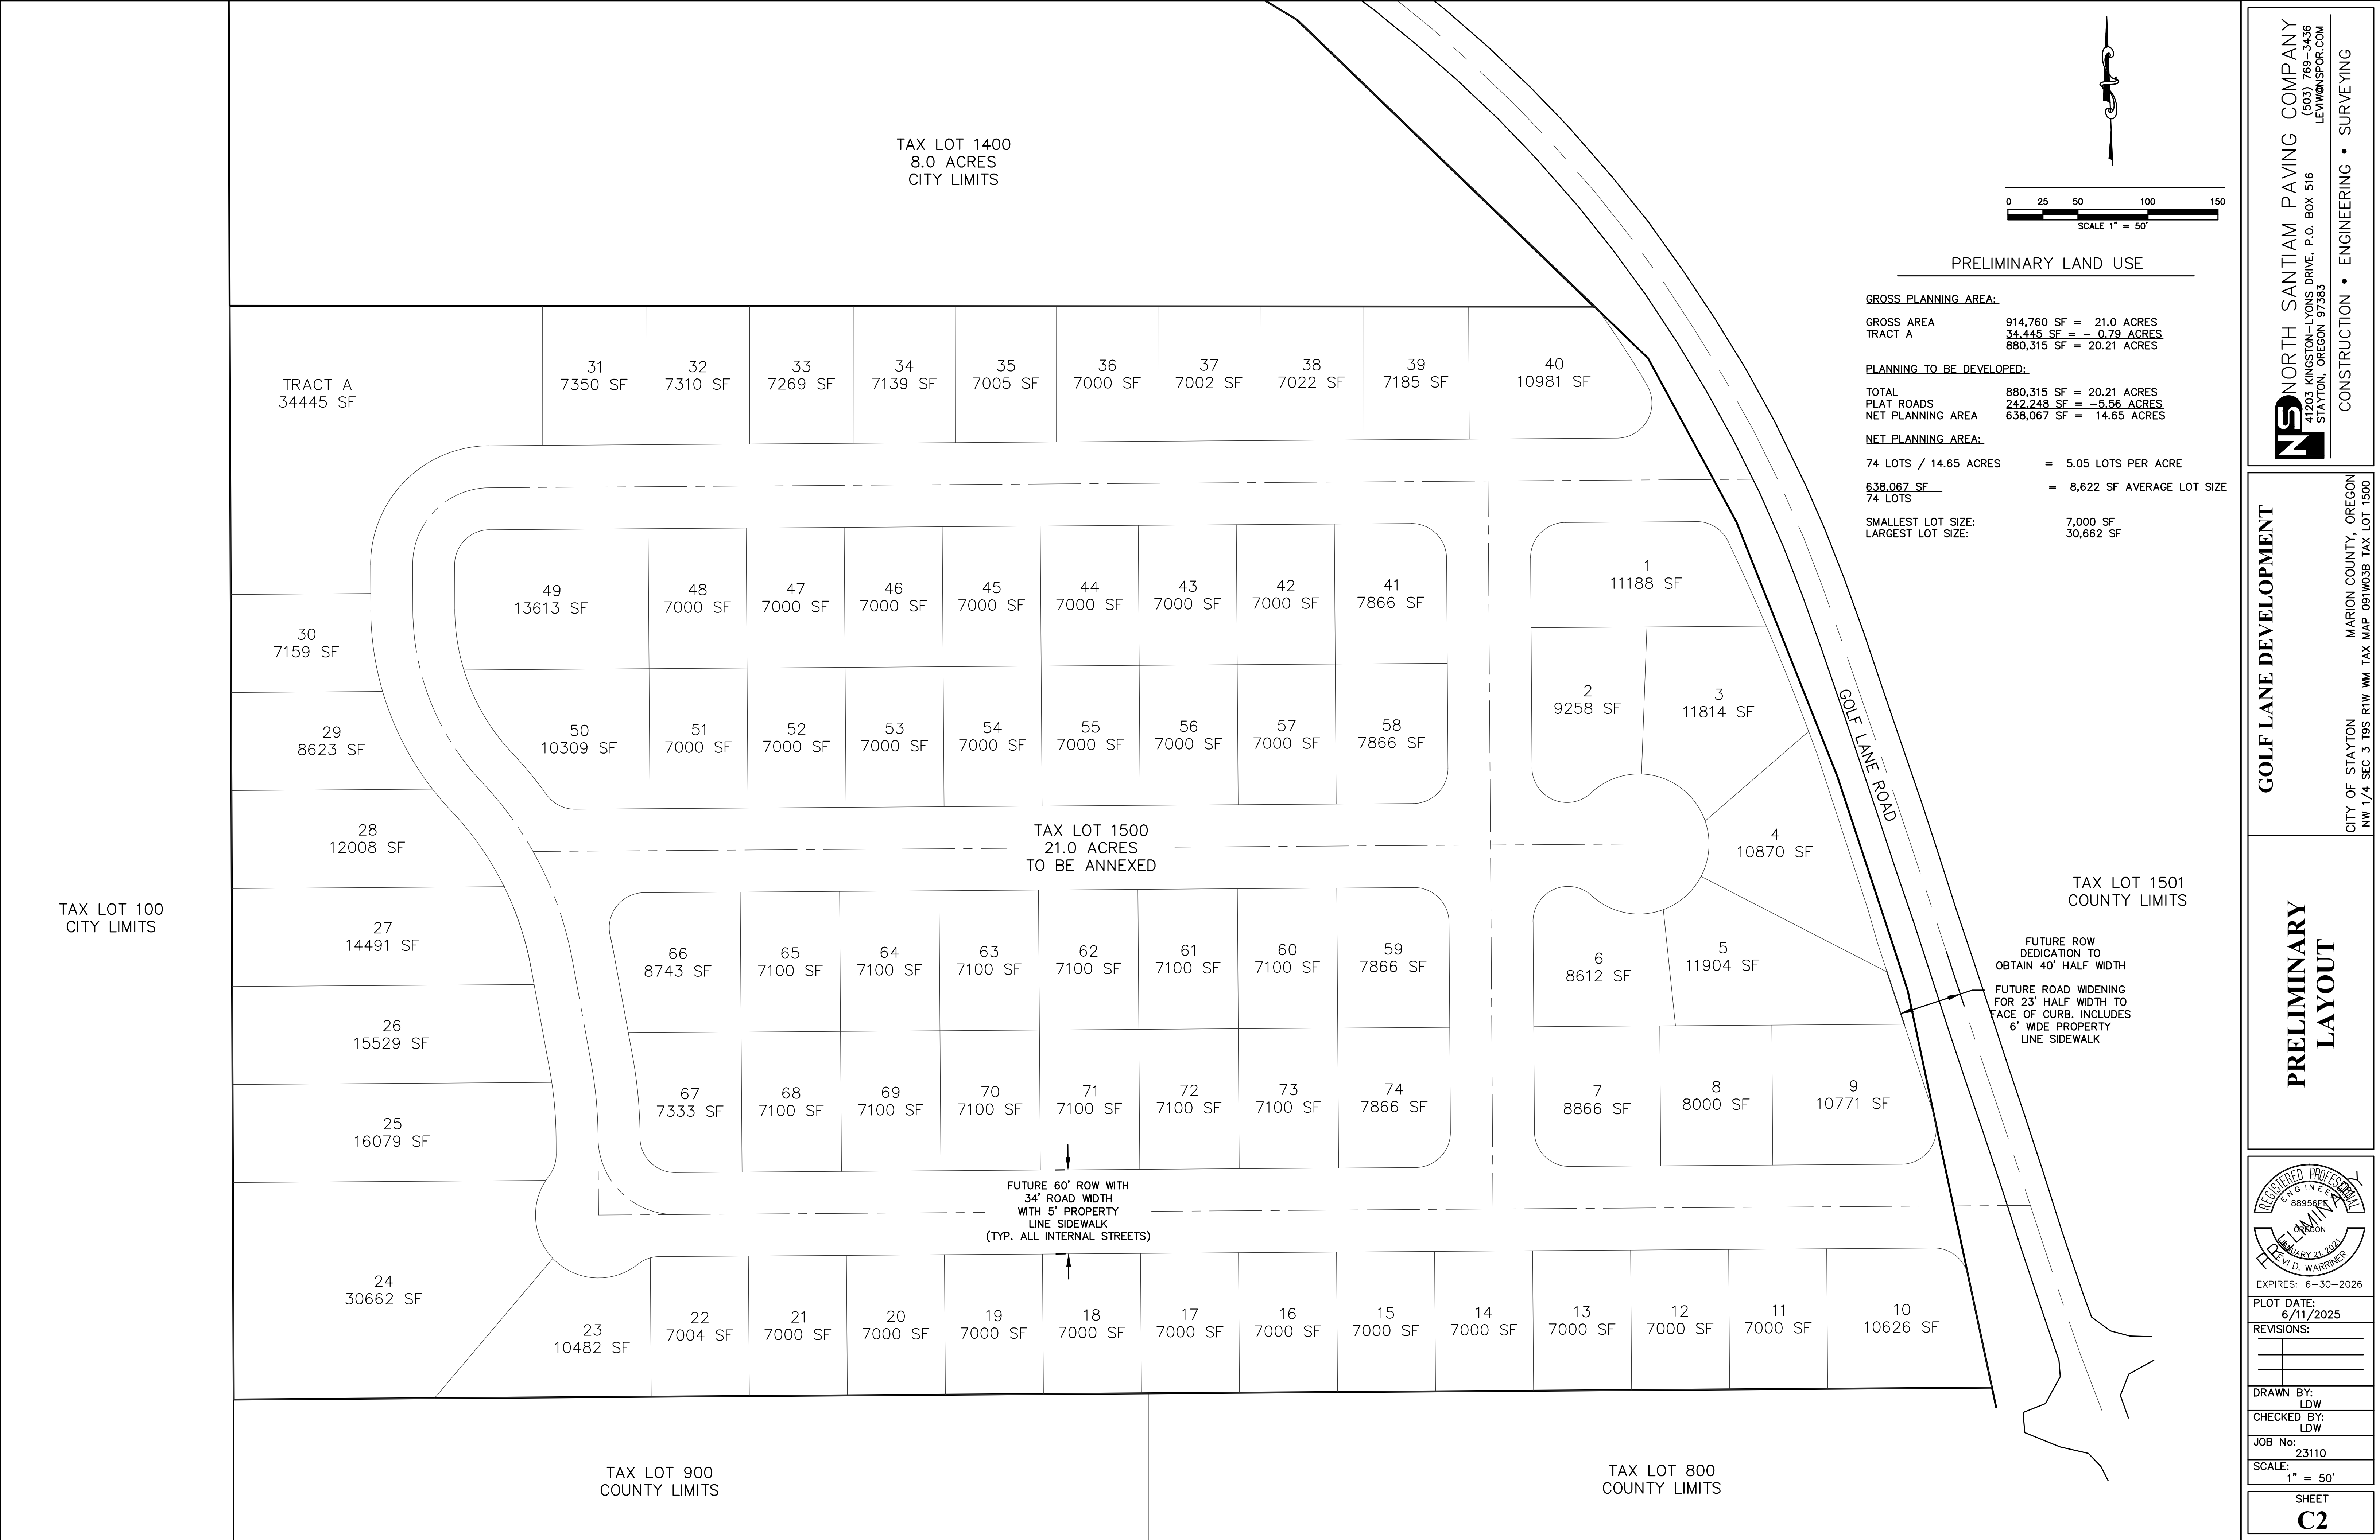 TAX LOT 1400
8.0 ACRES
CITY LIMITS
0 25 50 100 150
SCALE 1" = 50'
PRELIMINARY LAND USE
GROSS PLANNING AREA:
GROSS AREA 914,760 SF = 21.0 ACRES
TRACT A 34,445 SF = - 0.79 ACRES
880,315 SF = 20.21 ACRES
PLANNING TO BE DEVELOPED:
TOTAL 880,315 SF = 20.21 ACRES
PLAT ROADS 242,248 SF = -5.56 ACRES
NET PLANNING AREA 638,067 SF = 14.65 ACRES
NET PLANNING AREA:
74 LOTS / 14.65 ACRES = 5.05 LOTS PER ACRE
638,067 SF = 8,622 SF AVERAGE LOT SIZE
74 LOTS
SMALLEST LOT SIZE: 7,000 SF
LARGEST LOT SIZE: 30,662 SF
TRACT A
34445 SF
31
7350 SF
32
7310 SF
33
7269 SF
34
7139 SF
35
7005 SF
36
7000 SF
37
7002 SF
38
7022 SF
39
7185 SF
40
10981 SF
49
13613 SF
48
7000 SF
47
7000 SF
46
7000 SF
45
7000 SF
44
7000 SF
43
7000 SF
42
7000 SF
41
7866 SF
1
11188 SF
30
7159 SF
29
8623 SF
50
10309 SF
51
7000 SF
52
7000 SF
53
7000 SF
54
7000 SF
55
7000 SF
56
7000 SF
57
7000 SF
58
7866 SF
2
9258 SF
3
11814 SF
GOLF LANE ROAD
28
12008 SF
TAX LOT 1500
21.0 ACRES
TO BE ANNEXED
4
10870 SF
TAX LOT 100
CITY LIMITS
TAX LOT 1501
COUNTY LIMITS
27
14491 SF
66
8743 SF
65
7100 SF
64
7100 SF
63
7100 SF
62
7100 SF
61
7100 SF
60
7100 SF
59
7866 SF
6
8612 SF
5
11904 SF
FUTURE ROW
DEDICATION TO
OBTAIN 40' HALF WIDTH
FUTURE ROAD WIDENING
FOR 23' HALF WIDTH TO
FACE OF CURB. INCLUDES
6' WIDE PROPERTY
LINE SIDEWALK
26
15529 SF
25
16079 SF
67
7333 SF
68
7100 SF
69
7100 SF
70
7100 SF
71
7100 SF
72
7100 SF
73
7100 SF
74
7866 SF
7
8866 SF
8
8000 SF
9
10771 SF
FUTURE 60' ROW WITH
34' ROAD WIDTH
WITH 5' PROPERTY
LINE SIDEWALK
(TYP. ALL INTERNAL STREETS)
24
30662 SF
23
10482 SF
22
7004 SF
21
7000 SF
20
7000 SF
19
7000 SF
18
7000 SF
17
7000 SF
16
7000 SF
15
7000 SF
14
7000 SF
13
7000 SF
12
7000 SF
11
7000 SF
10
10626 SF
TAX LOT 900
COUNTY LIMITS
TAX LOT 800
COUNTY LIMITS
NS
NORTH SANTIAM PAVING COMPANY
41203 KINGSTON-LYONS DRIVE, P.O. BOX 516 (503) 769-3436
STAYTON, OREGON 97383 LEVIW@NSPOR.COM
CONSTRUCTION • ENGINEERING • SURVEYING
GOLF LANE DEVELOPMENT
CITY OF STAYTON MARION COUNTY, OREGON
NW 1/4 SEC 3 T9S R1W WM TAX MAP 091W03B TAX LOT 1500
PRELIMINARY
LAYOUT
REGISTERED PROFESSIONAL
ENGINEER
88956PE
PRELIMINARY
OREGON
JANUARY 21, 2021
LEVI D. WARRINER
EXPIRES: 6-30-2026
PLOT DATE:
6/11/2025
REVISIONS:
DRAWN BY:
LDW
CHECKED BY:
LDW
JOB No:
23110
SCALE:
1" = 50'
SHEET
C2